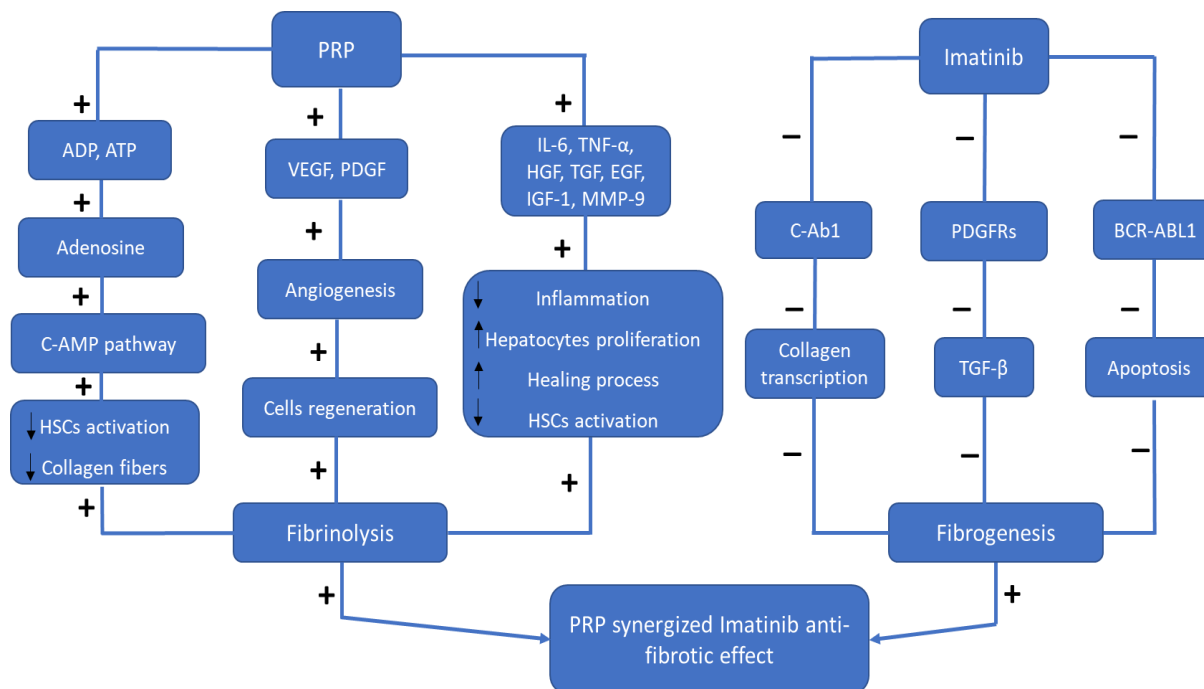 PRP
Imatinib
+
+
+
−
−
−
ADP, ATP
VEGF, PDGF
IL-6, TNF-α,
HGF, TGF, EGF,
IGF-1, MMP-9
C-Ab1
PDGFRs
BCR-ABL1
+
+
+
−
−
−
Adenosine
Angiogenesis
↓ Inflammation
↑ Hepatocytes proliferation
↑ Healing process
↓ HSCs activation
+
+
C-AMP pathway
Cells regeneration
Collagen
transcription
TGF-β
Apoptosis
+
+
+
−
−
−
↓ HSCs activation
↓ Collagen fibers
+
Fibrinolysis
Fibrogenesis
+
+
PRP synergized Imatinib anti-
fibrotic effect